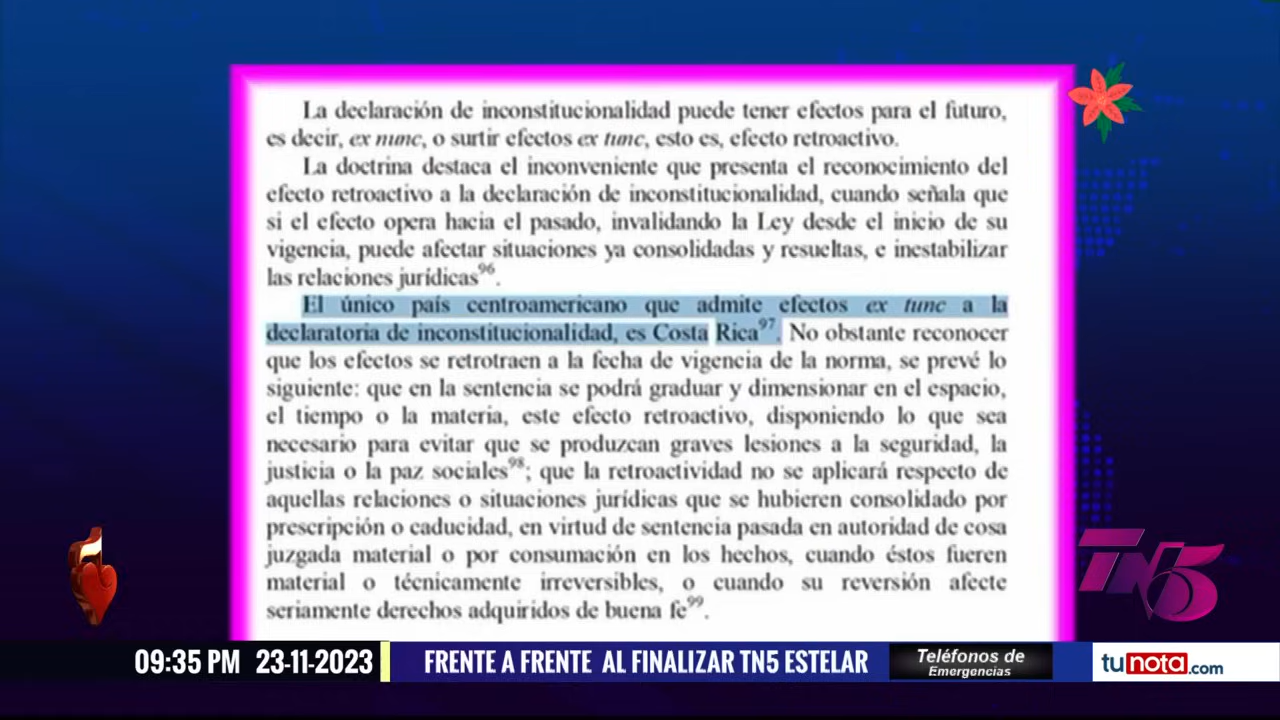 La declaración de inconstitucionalidad puede tener efectos para el futuro,
es decir, ex nunc, o surtir efectos ex tunc, esto es, efecto retroactivo.
La doctrina destaca el inconveniente que presenta el reconocimiento del
efecto retroactivo a la declaración de inconstitucionalidad, cuando señala que
si el efecto opera hacia el pasado, invalidando la Ley desde el inicio de su
vigencia, puede afectar situaciones ya consolidadas y resueltas, e inestabilizar
las relaciones jurídicas96.
El único país centroamericano que admite efectos ex tunc a la
declaratoria de inconstitucionalidad, es Costa Rica97. No obstante reconocer
que los efectos se retrotraen a la fecha de vigencia de la norma, se prevé lo
siguiente: que en la sentencia se podrá graduar y dimensionar en el espacio,
el tiempo o la materia, este efecto retroactivo, disponiendo lo que sea
necesario para evitar que se produzcan graves lesiones a la seguridad, la
justicia o la paz sociales98; que la retroactividad no se aplicará respecto de
aquellas relaciones o situaciones jurídicas que se hubieren consolidado por
prescripción o caducidad, en virtud de sentencia pasada en autoridad de cosa
juzgada material o por consumación en los hechos, cuando éstos fueren
material o técnicamente irreversibles, o cuando su reversión afecte
seriamente derechos adquiridos de buena fe99.
TN5
09:35 PM 23-11-2023 FRENTE A FRENTE AL FINALIZAR TN5 ESTELAR Teléfonos de
Emergencias
tunota.com